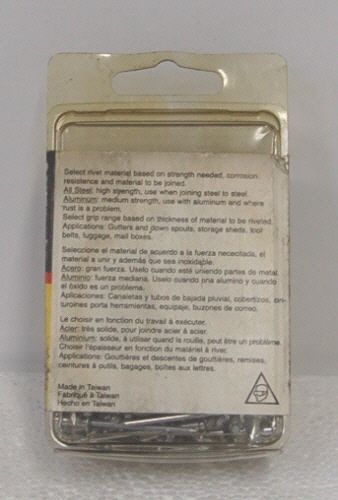 Select rivet material based on strength needed, corrosion
resistence and material to be joined.
All Steel: high strength, use when joining steel to steel.
Aluminum: medium strength, use with aluminum and where
rust is a problem.
Select grip range based on thickness of material to be riveted.
Applications: Gutters and down spouts, storage sheds, tool
belts, luggage, mail boxes.
Seleccione el material de acuerdo a la fuerza nececitada, el
material a unir y además que ses inoxidable.
Acero: gran fuerza. Uselo cuando esté uniendo partes de metal.
Aluminio: fuerza mediana. Uselo cuando una aluminio y cuando
el óxido es un problema.
Aplicaciones: Canaletas y tubos de bajada pluvial, cobertizos, cin-
turoines porta herramientas, equipaje, buzones de correo.
Le choisir en fonction du travail à exécuter.
Acier: très solide, pour joindre acier à acier.
Aluminium: solide, à utiliser quand la rouille, peut être un problème.
Choisir l'epaisseur en fonction du matériel à river.
Applications: Gouttières et descentes de gouttières, remises,
ceintures à outils, bagages, boîtes aux lettres.
Made in Taiwan
Fabriqué à Taiwan
Hecho en Taiwan